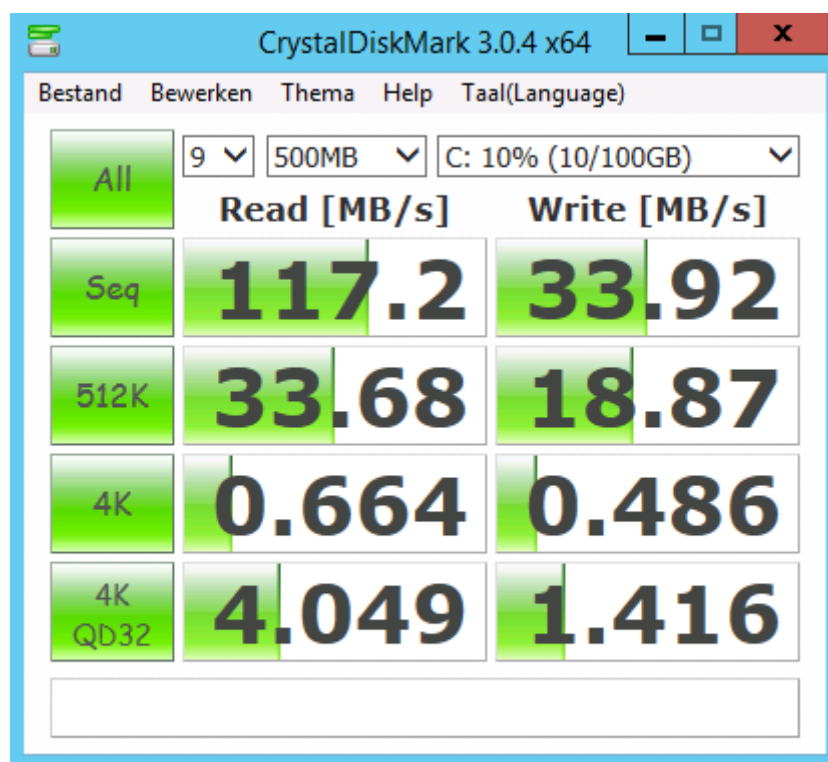 CrystalDiskMark 3.0.4 x64
Bestand Bewerken Thema Help Taal(Language)
All 9 500MB C: 10% (10/100GB)
Read [MB/s] Write [MB/s]
Seq 117.2 33.92
512K 33.68 18.87
4K 0.664 0.486
4K
QD32 4.049 1.416